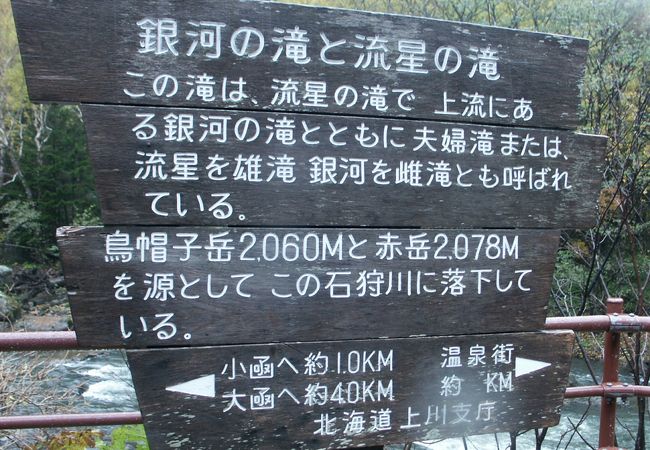 銀河の滝と流星の滝
この滝は、流星の滝で 上流にあ
る銀河の滝とともに 夫婦滝または、
流星を雄滝 銀河を雌滝とも呼ばれ
ている。
烏帽子岳2,060Mと 赤岳2,078M
を源として この石狩川に落下して
いる。
小函へ約1.0KM 温泉街
大函へ約4.0KM 約 KM
北海道上川支庁